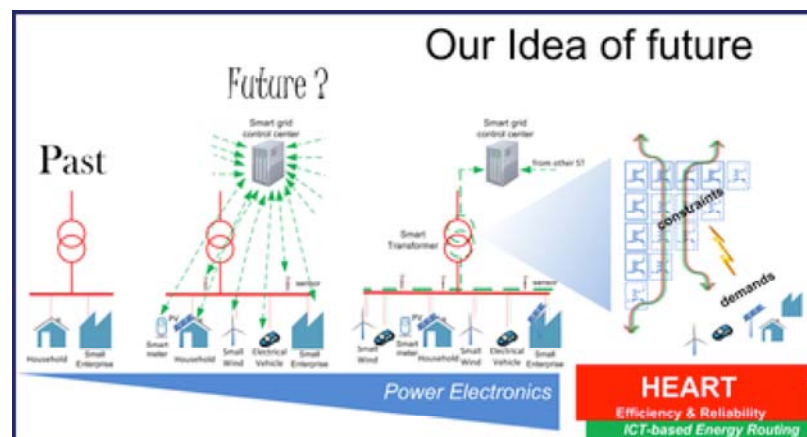 Our Idea of future
Future ?
Past
Smart grid
control center
Smart grid
control center
from other ST
Smart
Transformer
constraints
demands
sensor
sensor
Household
Small
Enterprise
PV
Smart
meter
Household
Small
Wind
Electrical
Vehicle
Small
Enterprise
Small
Wind
PV
Smart
meter
Household
Small
Wind
Electrical
Vehicle
Small
Enterprise
Power Electronics
HEART
Efficiency & Reliability
ICT-based Energy Routing